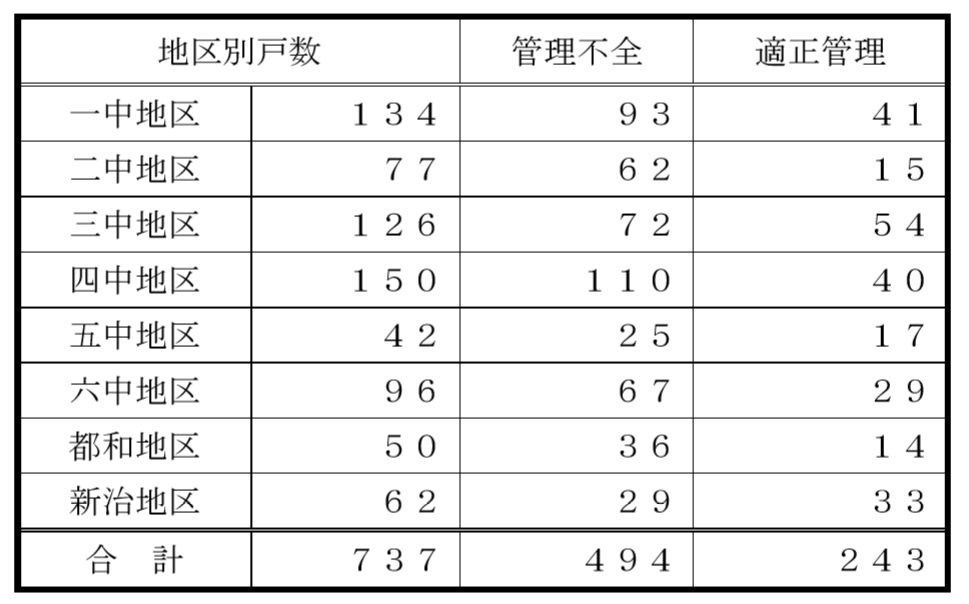 地区別戸数 管理不全 適正管理
一中地区 １３４ ９３ ４１
二中地区 ７７ ６２ １５
三中地区 １２６ ７２ ５４
四中地区 １５０ １１０ ４０
五中地区 ４２ ２５ １７
六中地区 ９６ ６７ ２９
都和地区 ５０ ３６ １４
新治地区 ６２ ２９ ３３
合　計 ７３７ ４９４ ２４３